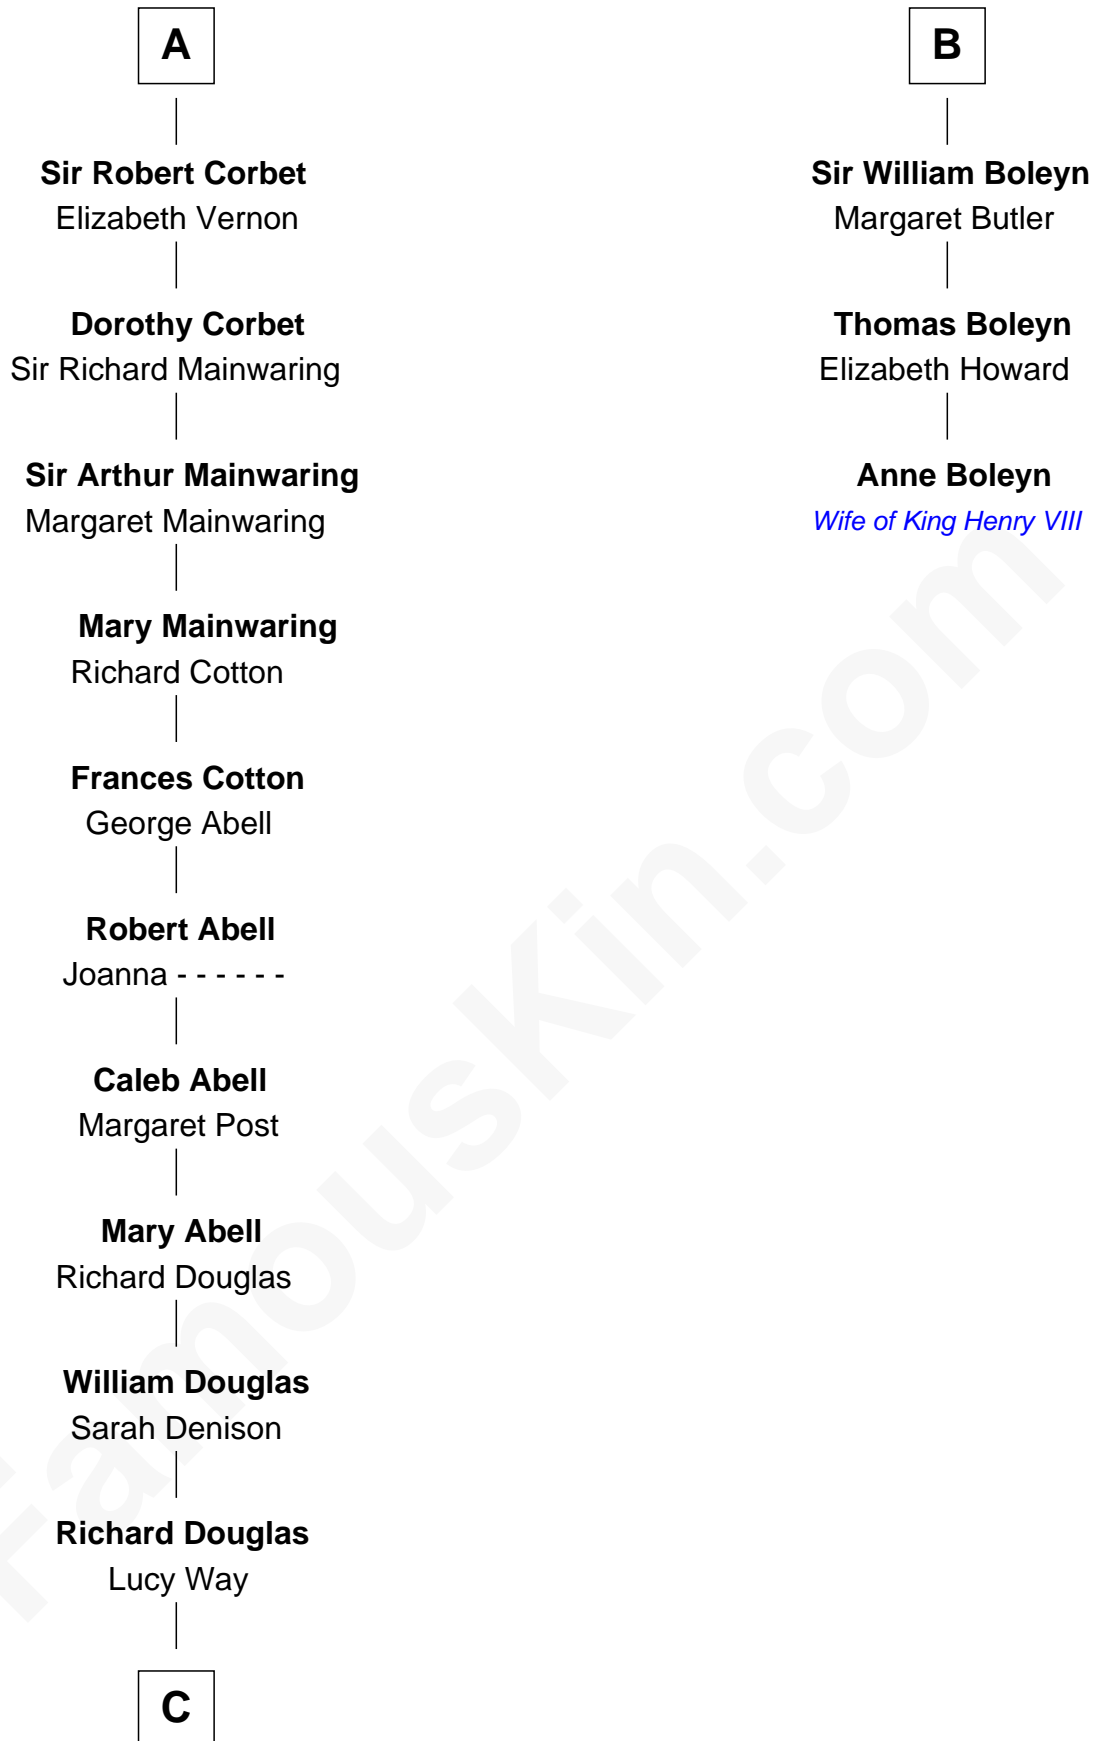 A
Sir Robert Corbet
Elizabeth Vernon
Dorothy Corbet
Sir Richard Mainwaring
Sir Arthur Mainwaring
Margaret Mainwaring
Mary Mainwaring
Richard Cotton
Frances Cotton
George Abell
Robert Abell
Joanna - - - - - -
Caleb Abell
Margaret Post
Mary Abell
Richard Douglas
William Douglas
Sarah Denison
Richard Douglas
Lucy Way
C
B
Sir William Boleyn
Margaret Butler
Thomas Boleyn
Elizabeth Howard
Anne Boleyn
Wife of King Henry VIII
FamousKin.com